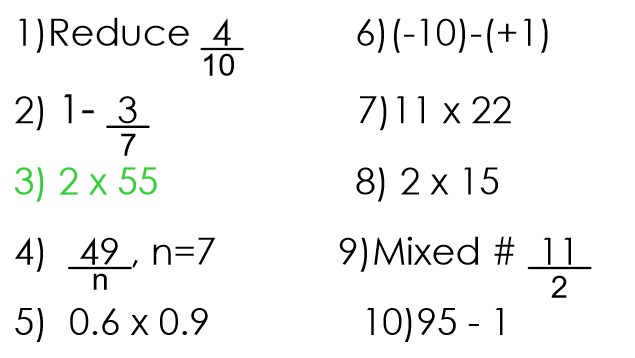 1)Reduce 4/10
2) 1- 3/7
3) 2 x 55
4) 49/n, n=7
5) 0.6 x 0.9
6)(-10)-(+1)
7)11 x 22
8) 2 x 15
9)Mixed # 11/2
10)95 - 1